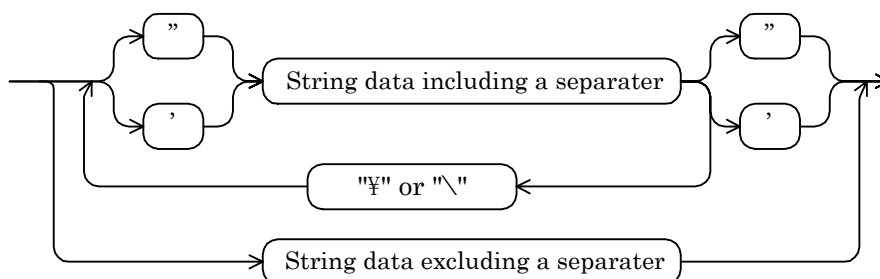 ” ”
String data including a separater
’ ’
"¥" or "\"
String data excluding a separater